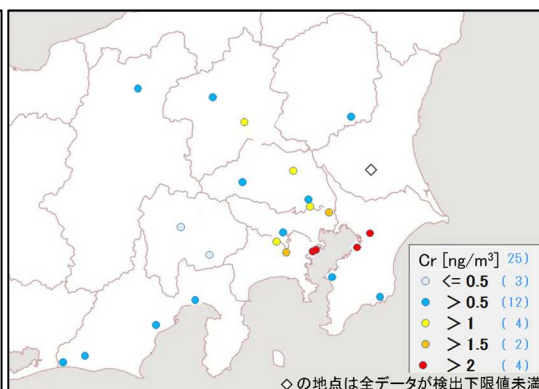 Cr [ng/m³] 25)
<= 0.5 ( 3)
> 0.5 (12)
> 1 ( 4)
> 1.5 ( 2)
> 2 ( 4)
◇の地点は全データが検出下限値未満